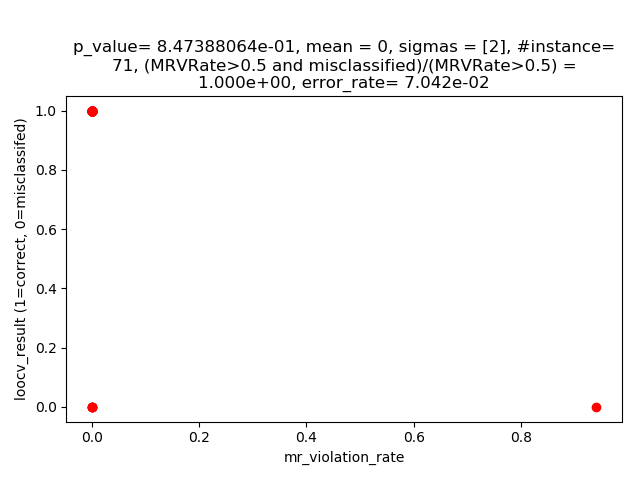 p_value= 8.47388064e-01, mean = 0, sigmas = [2], #instance=
71, (MRVRate>0.5 and misclassified)/(MRVRate>0.5) =
1.000e+00, error_rate= 7.042e-02
1.0
0.8
0.6
0.4
0.2
0.0
loocv_result (1=correct, 0=misclassifed)
0.0 0.2 0.4 0.6 0.8
mr_violation_rate